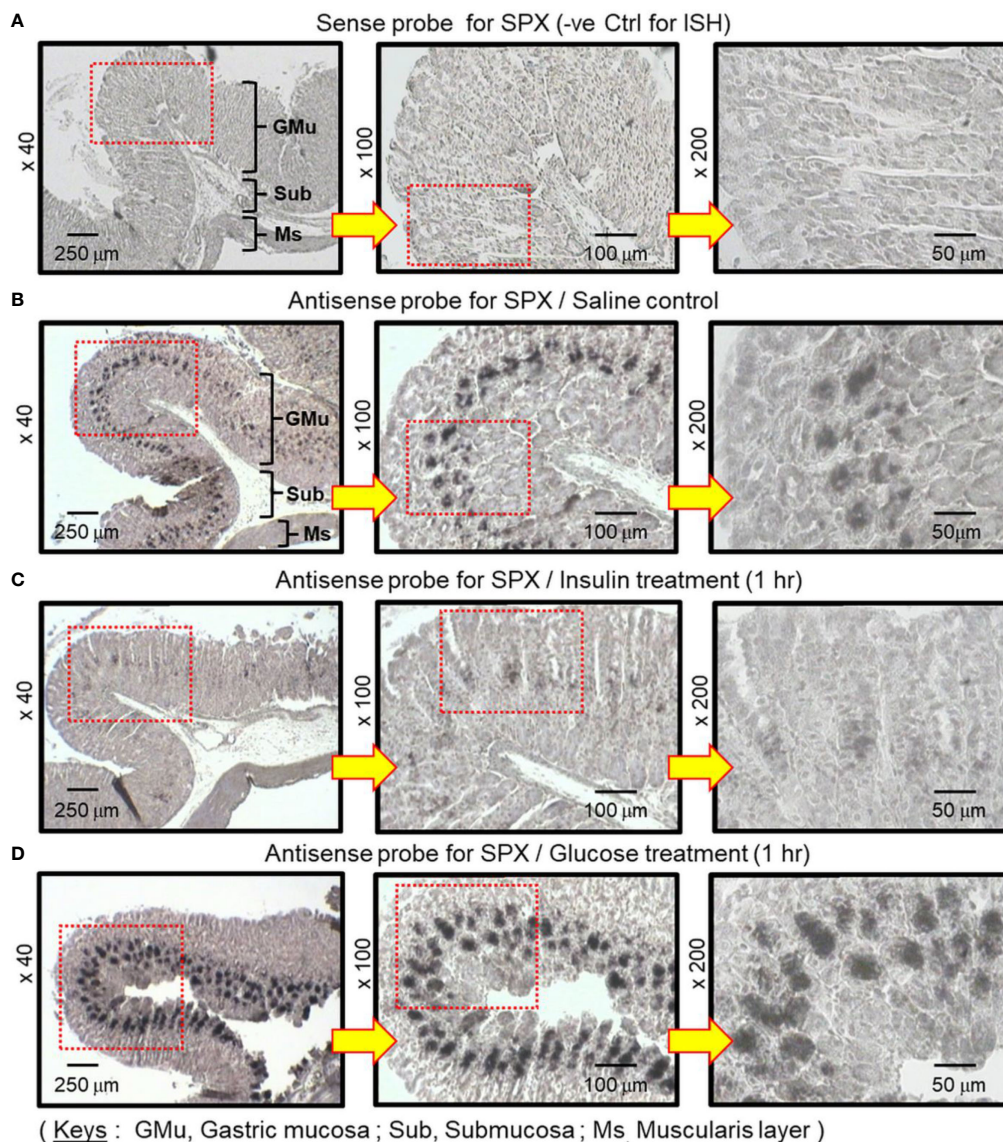 A
Sense probe for SPX (-ve Ctrl for ISH)
x 40
GMu
Sub
Ms
250 μm
x 100
100 μm
x 200
50 μm
B
Antisense probe for SPX / Saline control
x 40
GMu
Sub
Ms
250 μm
x 100
100 μm
x 200
50μm
C
Antisense probe for SPX / Insulin treatment (1 hr)
x 40
250 μm
x 100
100 μm
x 200
50 μm
D
Antisense probe for SPX / Glucose treatment (1 hr)
x 40
250 μm
x 100
100 μm
x 200
50 μm
( Keys : GMu, Gastric mucosa ; Sub, Submucosa ; Ms, Muscularis layer )